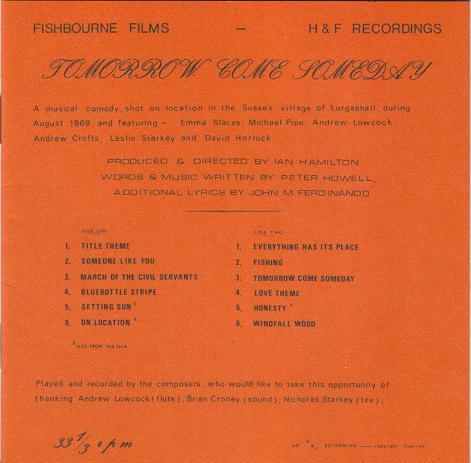 FISHBOURNE FILMS – H & F RECORDINGS
TOMORROW COME SOMEDAY
A musical comedy, shot on location in the Sussex village of Lurgashall, during
August 1969, and featuring – Emma Stacey; Michael Pipe; Andrew Lowcock
Andrew Crofts; Leslie Starkey and David Horlock
PRODUCED & DIRECTED BY IAN HAMILTON
WORDS & MUSIC WRITTEN BY PETER HOWELL,
ADDITIONAL LYRICS BY JOHN M. FERDINANDO
SIDE ONE
1. TITLE THEME
2. SOMEONE LIKE YOU
3. MARCH OF THE CIVIL SERVANTS
4. BLUEBOTTLE STRIPE
5. SETTING SUN *
6. ON LOCATION *
* NOT FROM THE FILM
SIDE TWO
1. EVERYTHING HAS ITS PLACE
2. FISHING
3. TOMORROW COME SOMEDAY
4. LOVE THEME
5. HONESTY *
6. WINDFALL WOOD
Played and recorded by the composers, who would like to take this opportunity of
thanking Andrew Lowcock (flute); Brian Croney (sound); Nicholas Starkey (tea).
33 1/3 rpm
AN H & F RECORDING — copyright reserved